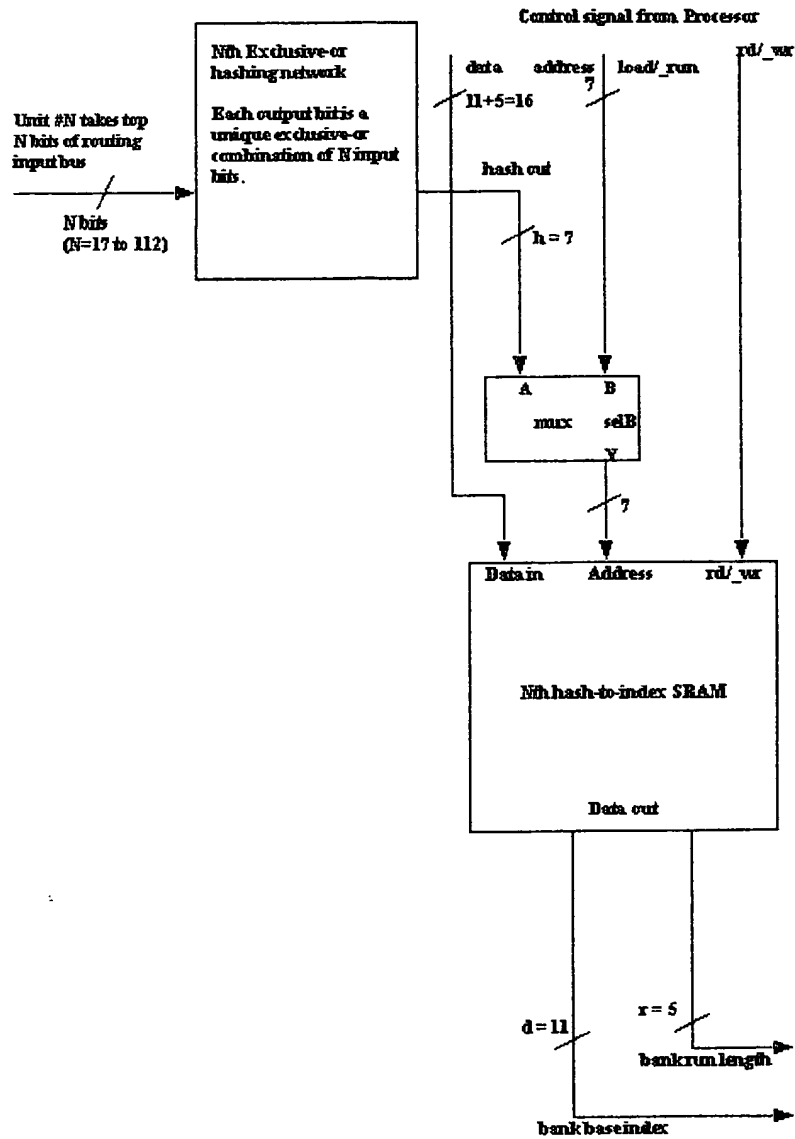 Control signal from Processor
Nth Exclusive-or
hashing network
Each output bit is a
unique exclusive-or
combination of N input
bits.
data
address
7
load/_run
rd/_wr
11+5=16
Unit #N takes top
N bits of routing
input bus
hash out
N bits
(N=17 to 112)
h = 7
A
B
mux
selB
Y
7
Data in
Address
rd/_wr
Nth hash-to-index SRAM
Data out
d = 11
r = 5
bank run length
bank base index